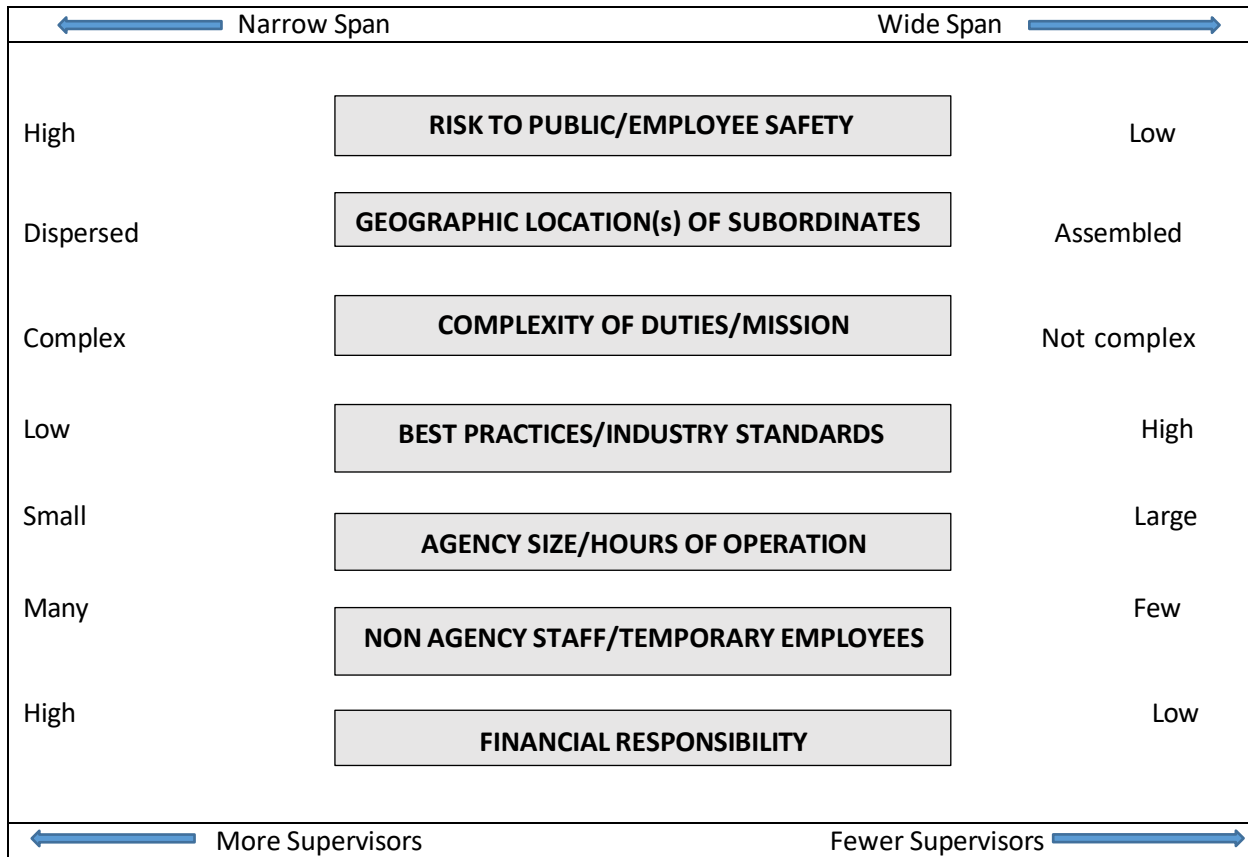 Narrow Span Wide Span
High RISK TO PUBLIC/EMPLOYEE SAFETY Low
Dispersed GEOGRAPHIC LOCATION(s) OF SUBORDINATES Assembled
Complex COMPLEXITY OF DUTIES/MISSION Not complex
Low BEST PRACTICES/INDUSTRY STANDARDS High
Small AGENCY SIZE/HOURS OF OPERATION Large
Many NON AGENCY STAFF/TEMPORARY EMPLOYEES Few
High FINANCIAL RESPONSIBILITY Low
More Supervisors Fewer Supervisors